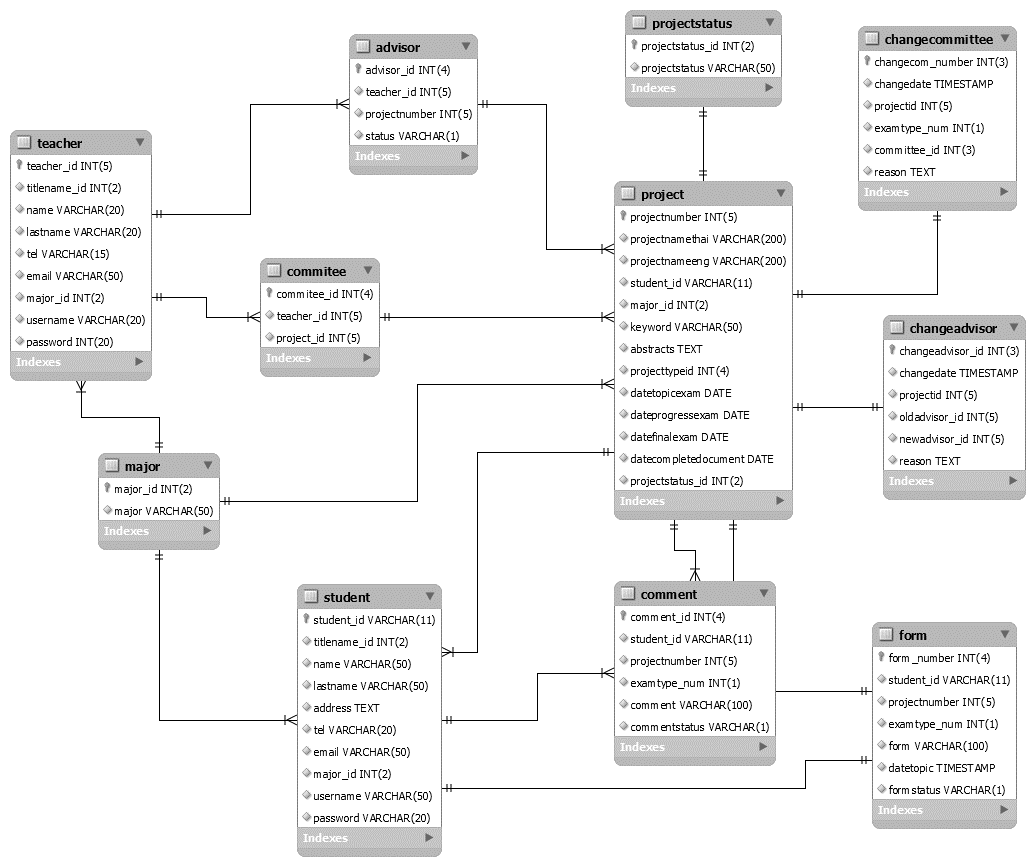 advisor
advisor_id INT(4)
teacher_id INT(5)
projectnumber INT(5)
status VARCHAR(1)
Indexes
projectstatus
projectstatus_id INT(2)
projectstatus VARCHAR(50)
Indexes
changecommittee
changecom_number INT(3)
changedate TIMESTAMP
projectid INT(5)
examtype_num INT(1)
committee_id INT(3)
reason TEXT
Indexes
teacher
teacher_id INT(5)
titlename_id INT(2)
name VARCHAR(20)
lastname VARCHAR(20)
tel VARCHAR(15)
email VARCHAR(50)
major_id INT(2)
username VARCHAR(20)
password INT(20)
Indexes
commitee
commitee_id INT(4)
teacher_id INT(5)
project_id INT(5)
Indexes
project
projectnumber INT(5)
projectnamethai VARCHAR(200)
projectnameeng VARCHAR(200)
student_id VARCHAR(11)
major_id INT(2)
keyword VARCHAR(50)
abstracts TEXT
projecttypeid INT(4)
datetopicexam DATE
dateprogressexam DATE
datefinalexam DATE
datecompletedocument DATE
projectstatus_id INT(2)
Indexes
changeadvisor
changeadvisor_id INT(3)
changedate TIMESTAMP
projectid INT(5)
oldadvisor_id INT(5)
newadvisor_id INT(5)
reason TEXT
Indexes
major
major_id INT(2)
major VARCHAR(50)
Indexes
student
student_id VARCHAR(11)
titlename_id INT(2)
name VARCHAR(50)
lastname VARCHAR(50)
address TEXT
tel VARCHAR(20)
email VARCHAR(50)
major_id INT(2)
username VARCHAR(50)
password VARCHAR(20)
Indexes
comment
comment_id INT(4)
student_id VARCHAR(11)
projectnumber INT(5)
examtype_num INT(1)
comment VARCHAR(100)
commentstatus VARCHAR(1)
Indexes
form
form_number INT(4)
student_id VARCHAR(11)
projectnumber INT(5)
examtype_num INT(1)
form VARCHAR(100)
datetopic TIMESTAMP
formstatus VARCHAR(1)
Indexes